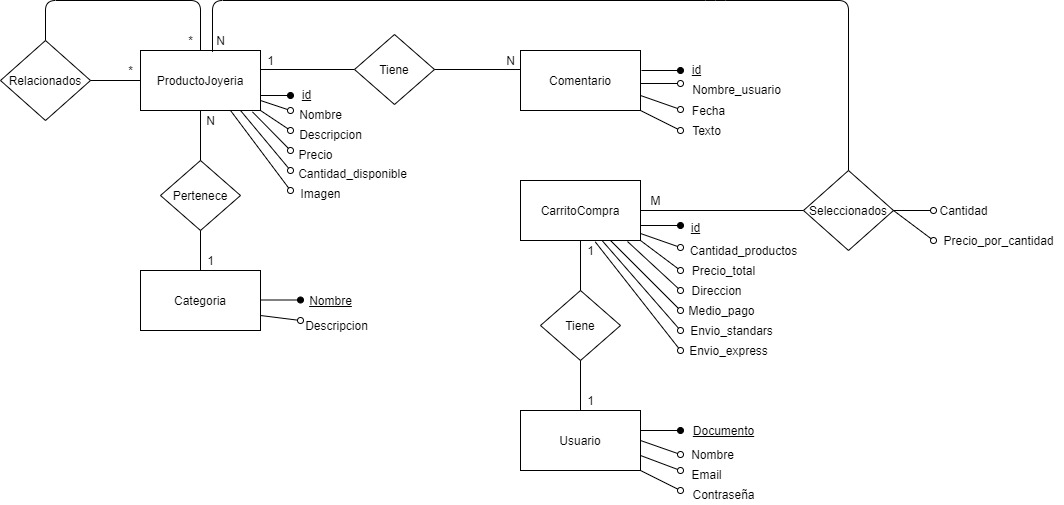 *
N
Relacionados
*
ProductoJoyeria
1
Tiene
N
Comentario
id
Nombre_usuario
Fecha
Texto
id
Nombre
Descripcion
Precio
Cantidad_disponible
Imagen
N
Pertenece
1
Categoria
Nombre
Descripcion
CarritoCompra
M
Seleccionados
Cantidad
Precio_por_cantidad
id
Cantidad_productos
Precio_total
Direccion
Medio_pago
Envio_standars
Envio_express
1
Tiene
1
Usuario
Documento
Nombre
Email
Contraseña